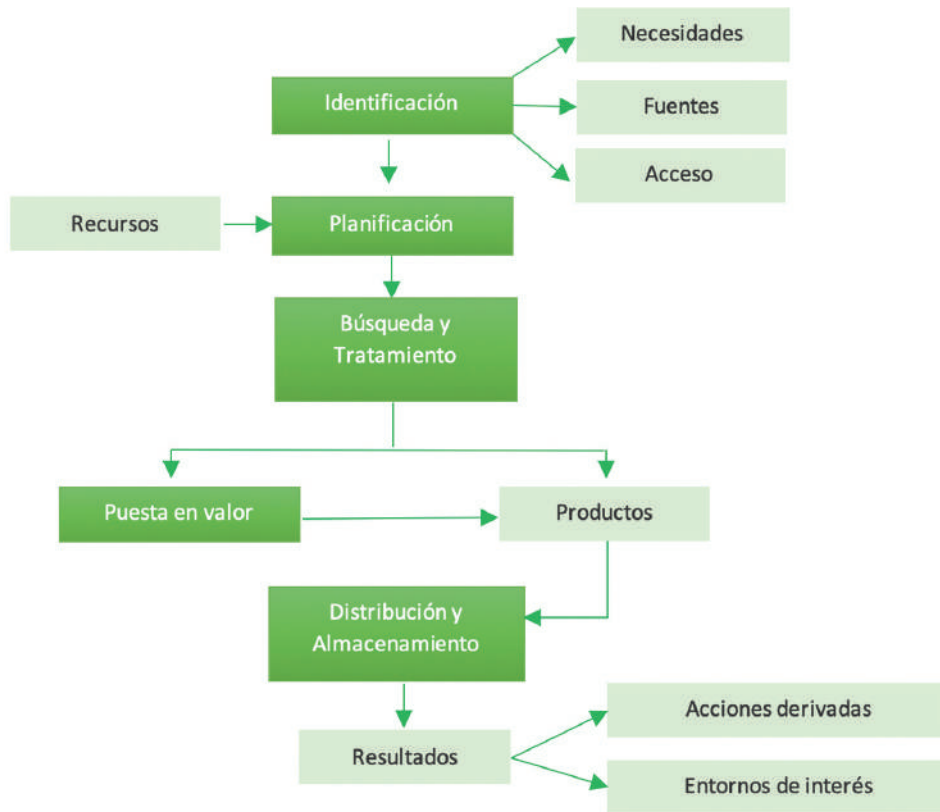 Necesidades
Identificación
Fuentes
Acceso
Recursos
Planificación
Búsqueda y
Tratamiento
Puesta en valor
Productos
Distribución y
Almacenamiento
Resultados
Acciones derivadas
Entornos de interés